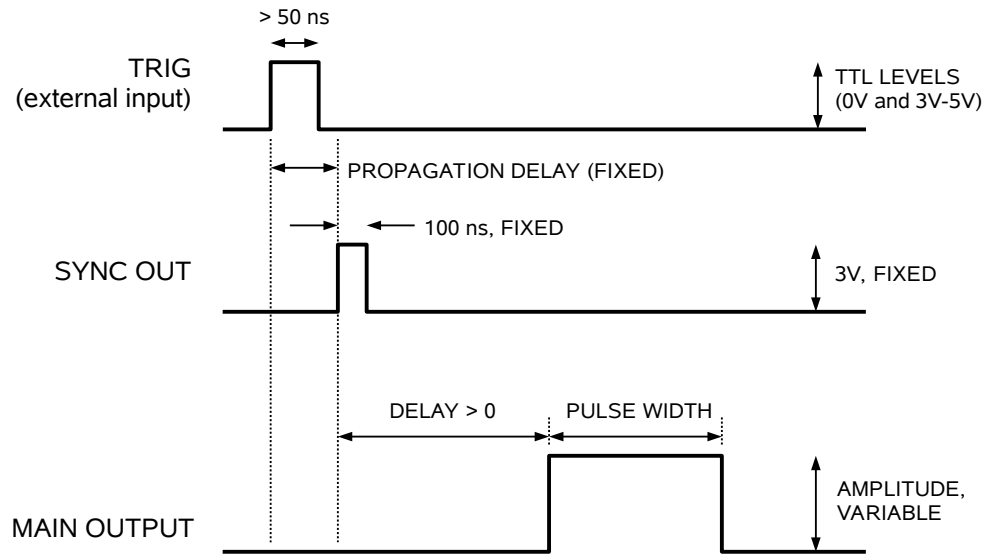 > 50 ns
TRIG
(external input)
TTL LEVELS
(0V and 3V-5V)
PROPAGATION DELAY (FIXED)
100 ns, FIXED
SYNC OUT
3V, FIXED
DELAY > 0
PULSE WIDTH
MAIN OUTPUT
AMPLITUDE,
VARIABLE